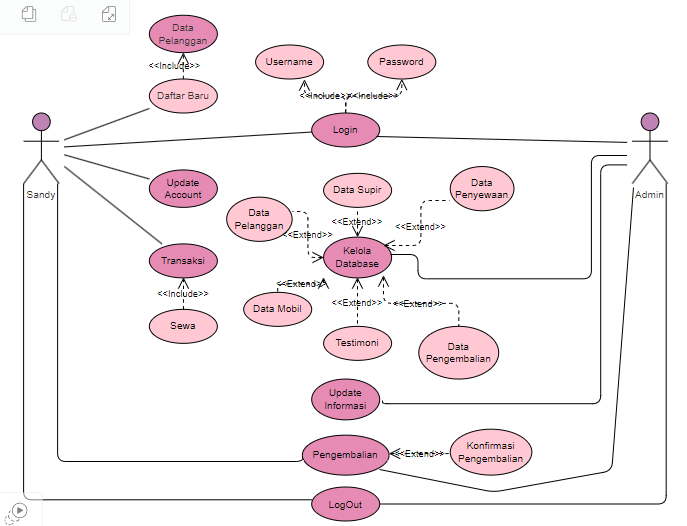 Data
Pelanggan
<<Include>>
Daftar Baru
Username
Password
<<Include>>
<<Include>>
Login
Sandy
Admin
Update
Account
Data Supir
Data
Penyewaan
Data
Pelanggan
<<Extend>>
<<Extend>>
<<Extend>>
Transaksi
Kelola
Database
<<Include>>
<<Extend>>
Sewa
Data Mobil
<<Extend>>
<<Extend>>
Testimoni
Data
Pengembalian
Update
Informasi
Pengembalian
<<Extend>>
Konfirmasi
Pengembalian
LogOut